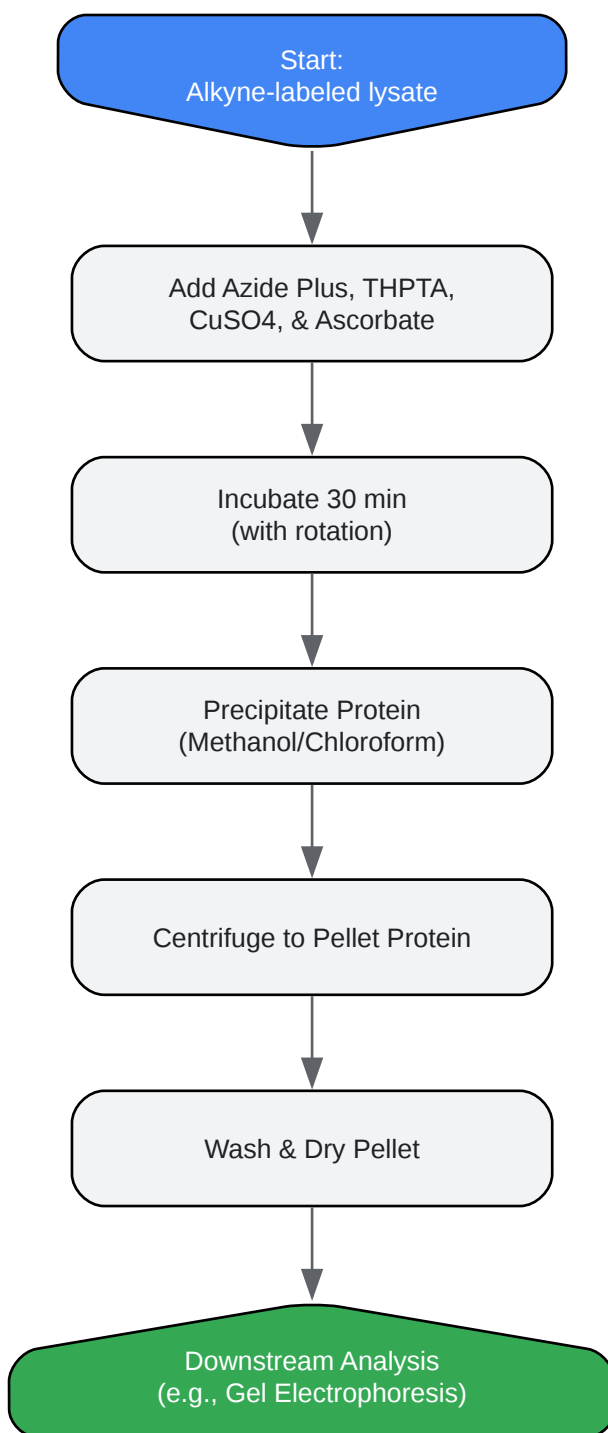 Start:
Alkyne-labeled lysate
Add Azide Plus, THPTA,
CuSO4, & Ascorbate
Incubate 30 min
(with rotation)
Precipitate Protein
(Methanol/Chloroform)
Centrifuge to Pellet Protein
Wash & Dry Pellet
Downstream Analysis
(e.g., Gel Electrophoresis)